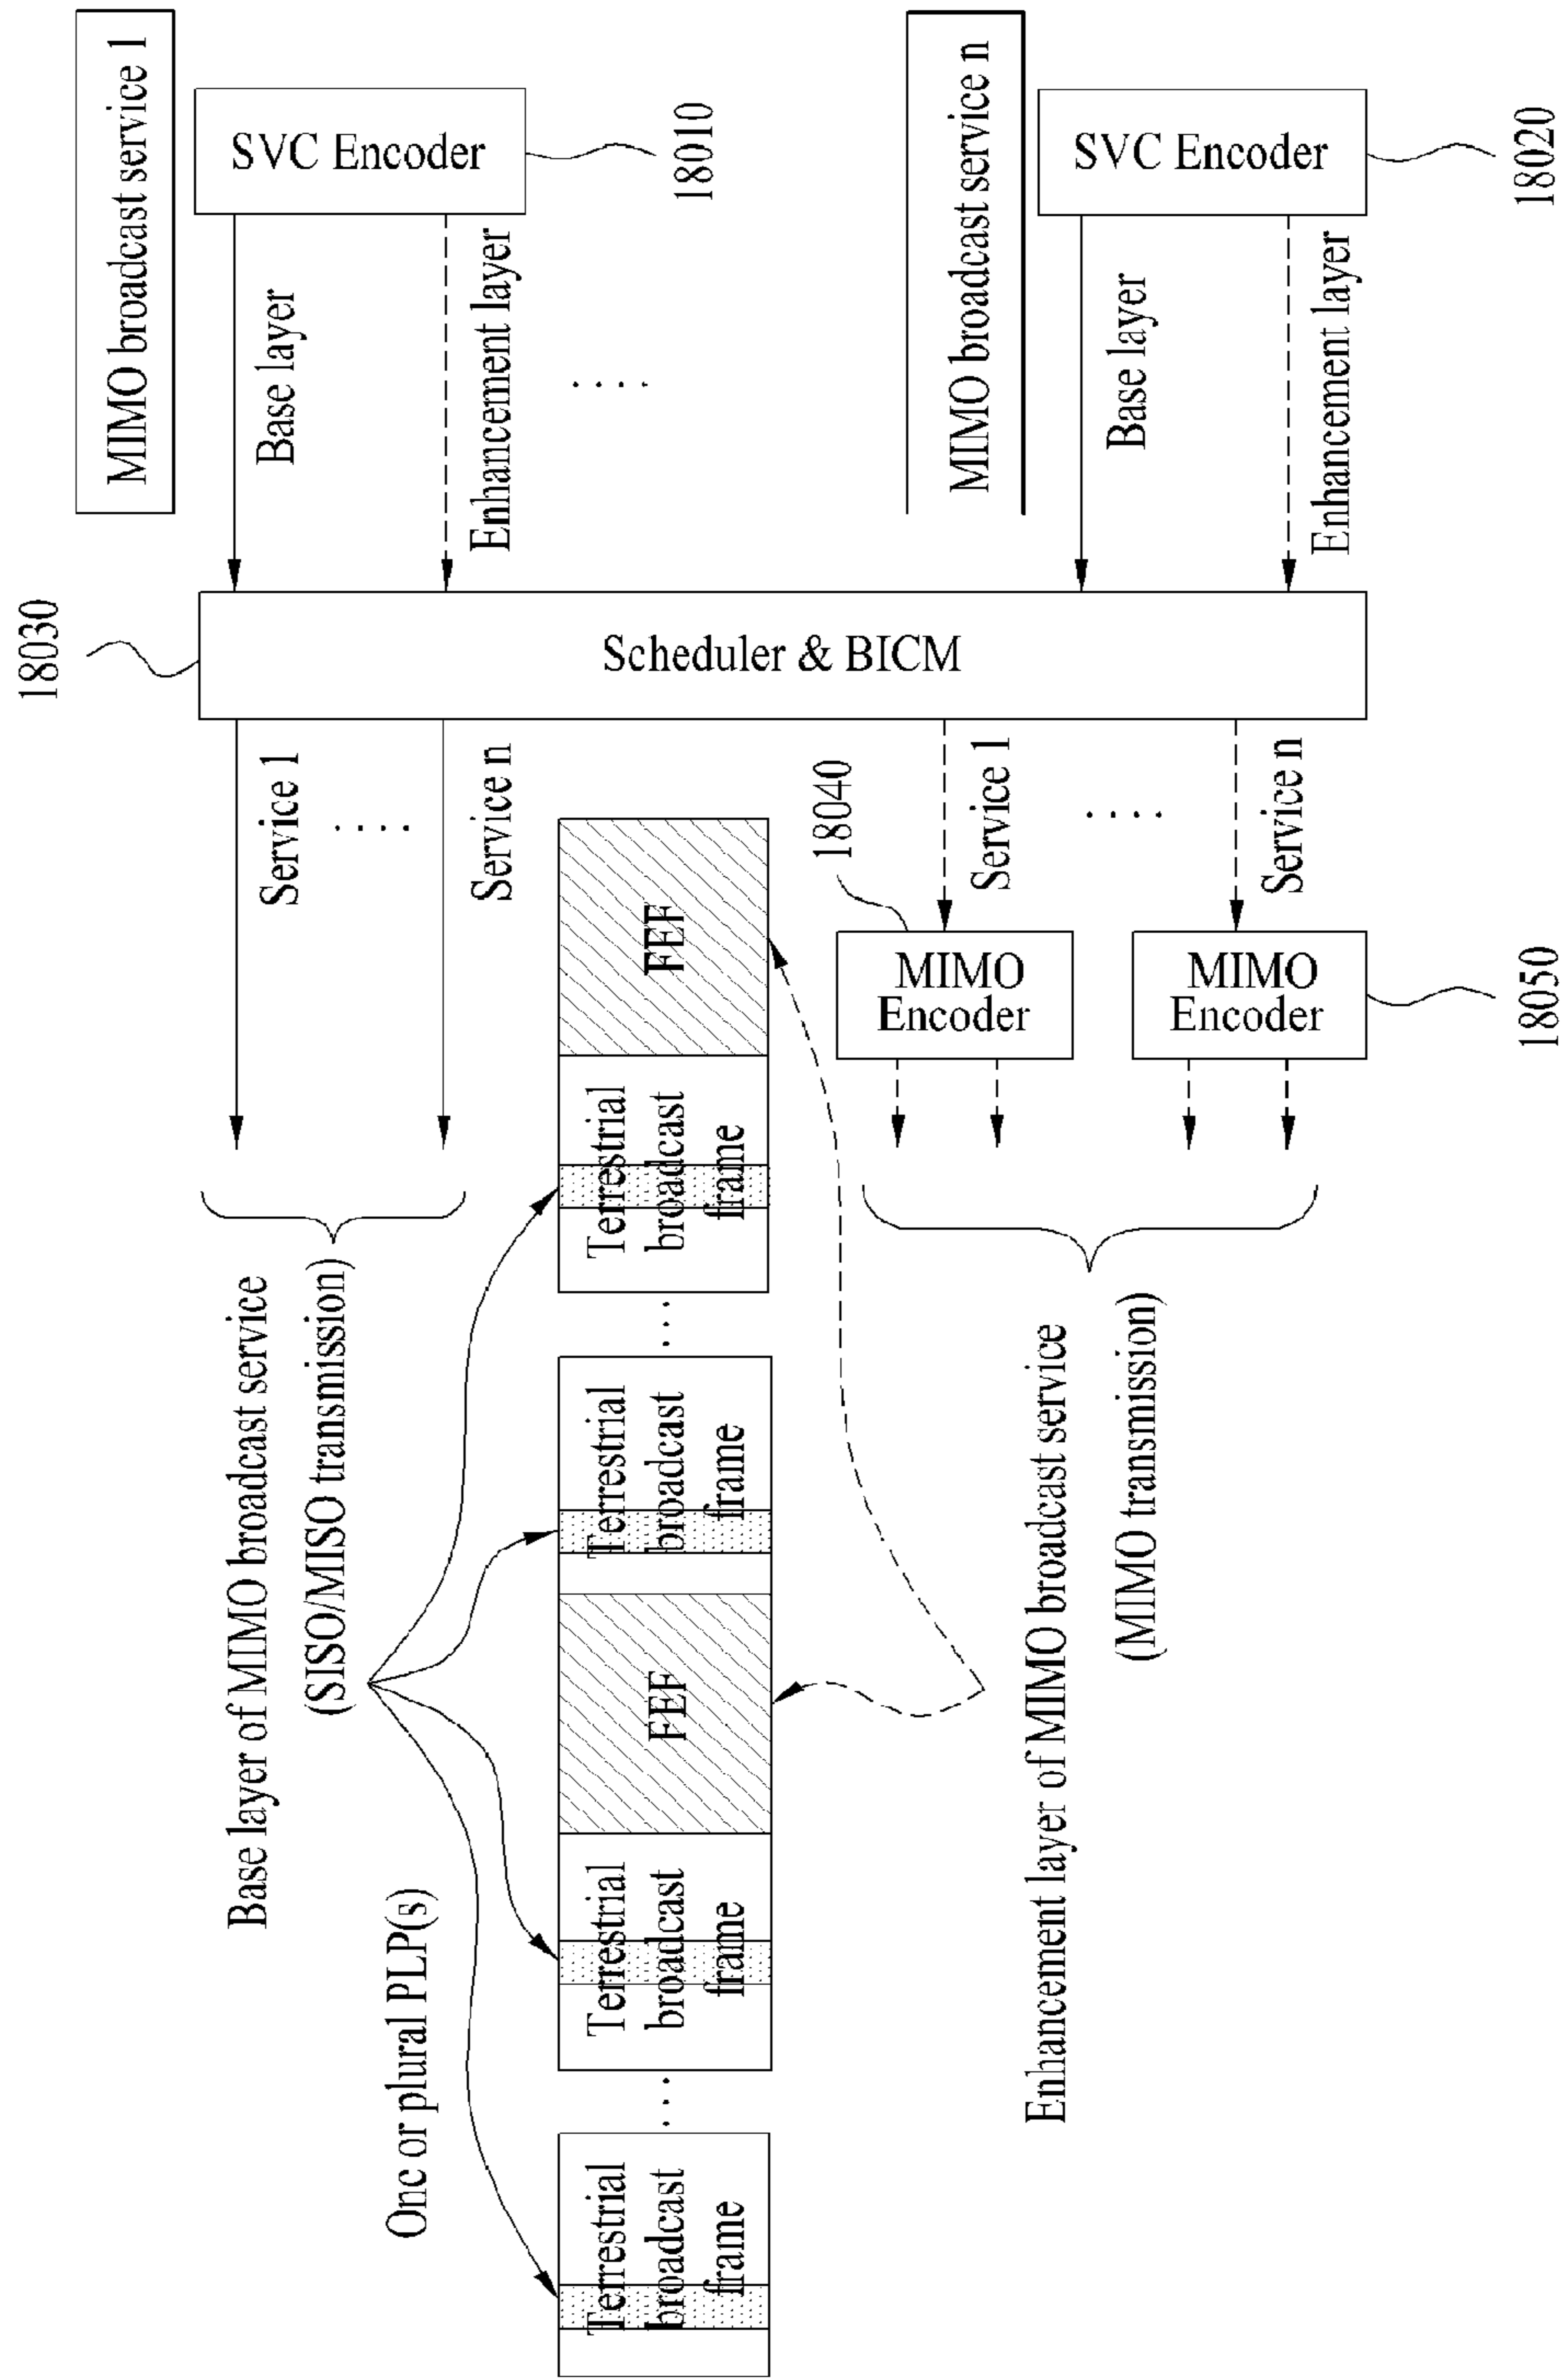 MIMO broadcast service 1
SVC Encoder
18010
Base layer
Enhancement layer
. . . .
MIMO broadcast service n
SVC Encoder
18020
Base layer
Enhancement layer
18030
Scheduler & BICM
Service 1
. . . .
Service n
Service 1
. . . .
Service n
18040
MIMO
Encoder
MIMO
Encoder
18050
Base layer of MIMO broadcast service
(SISO/MISO transmission)
One or plural PLP(s)
Terrestrial
broadcast
frame
. . .
Terrestrial
broadcast
frame
FEF
Terrestrial
broadcast
frame
. . .
Terrestrial
broadcast
frame
FEF
Enhancement layer of MIMO broadcast service
(MIMO transmission)